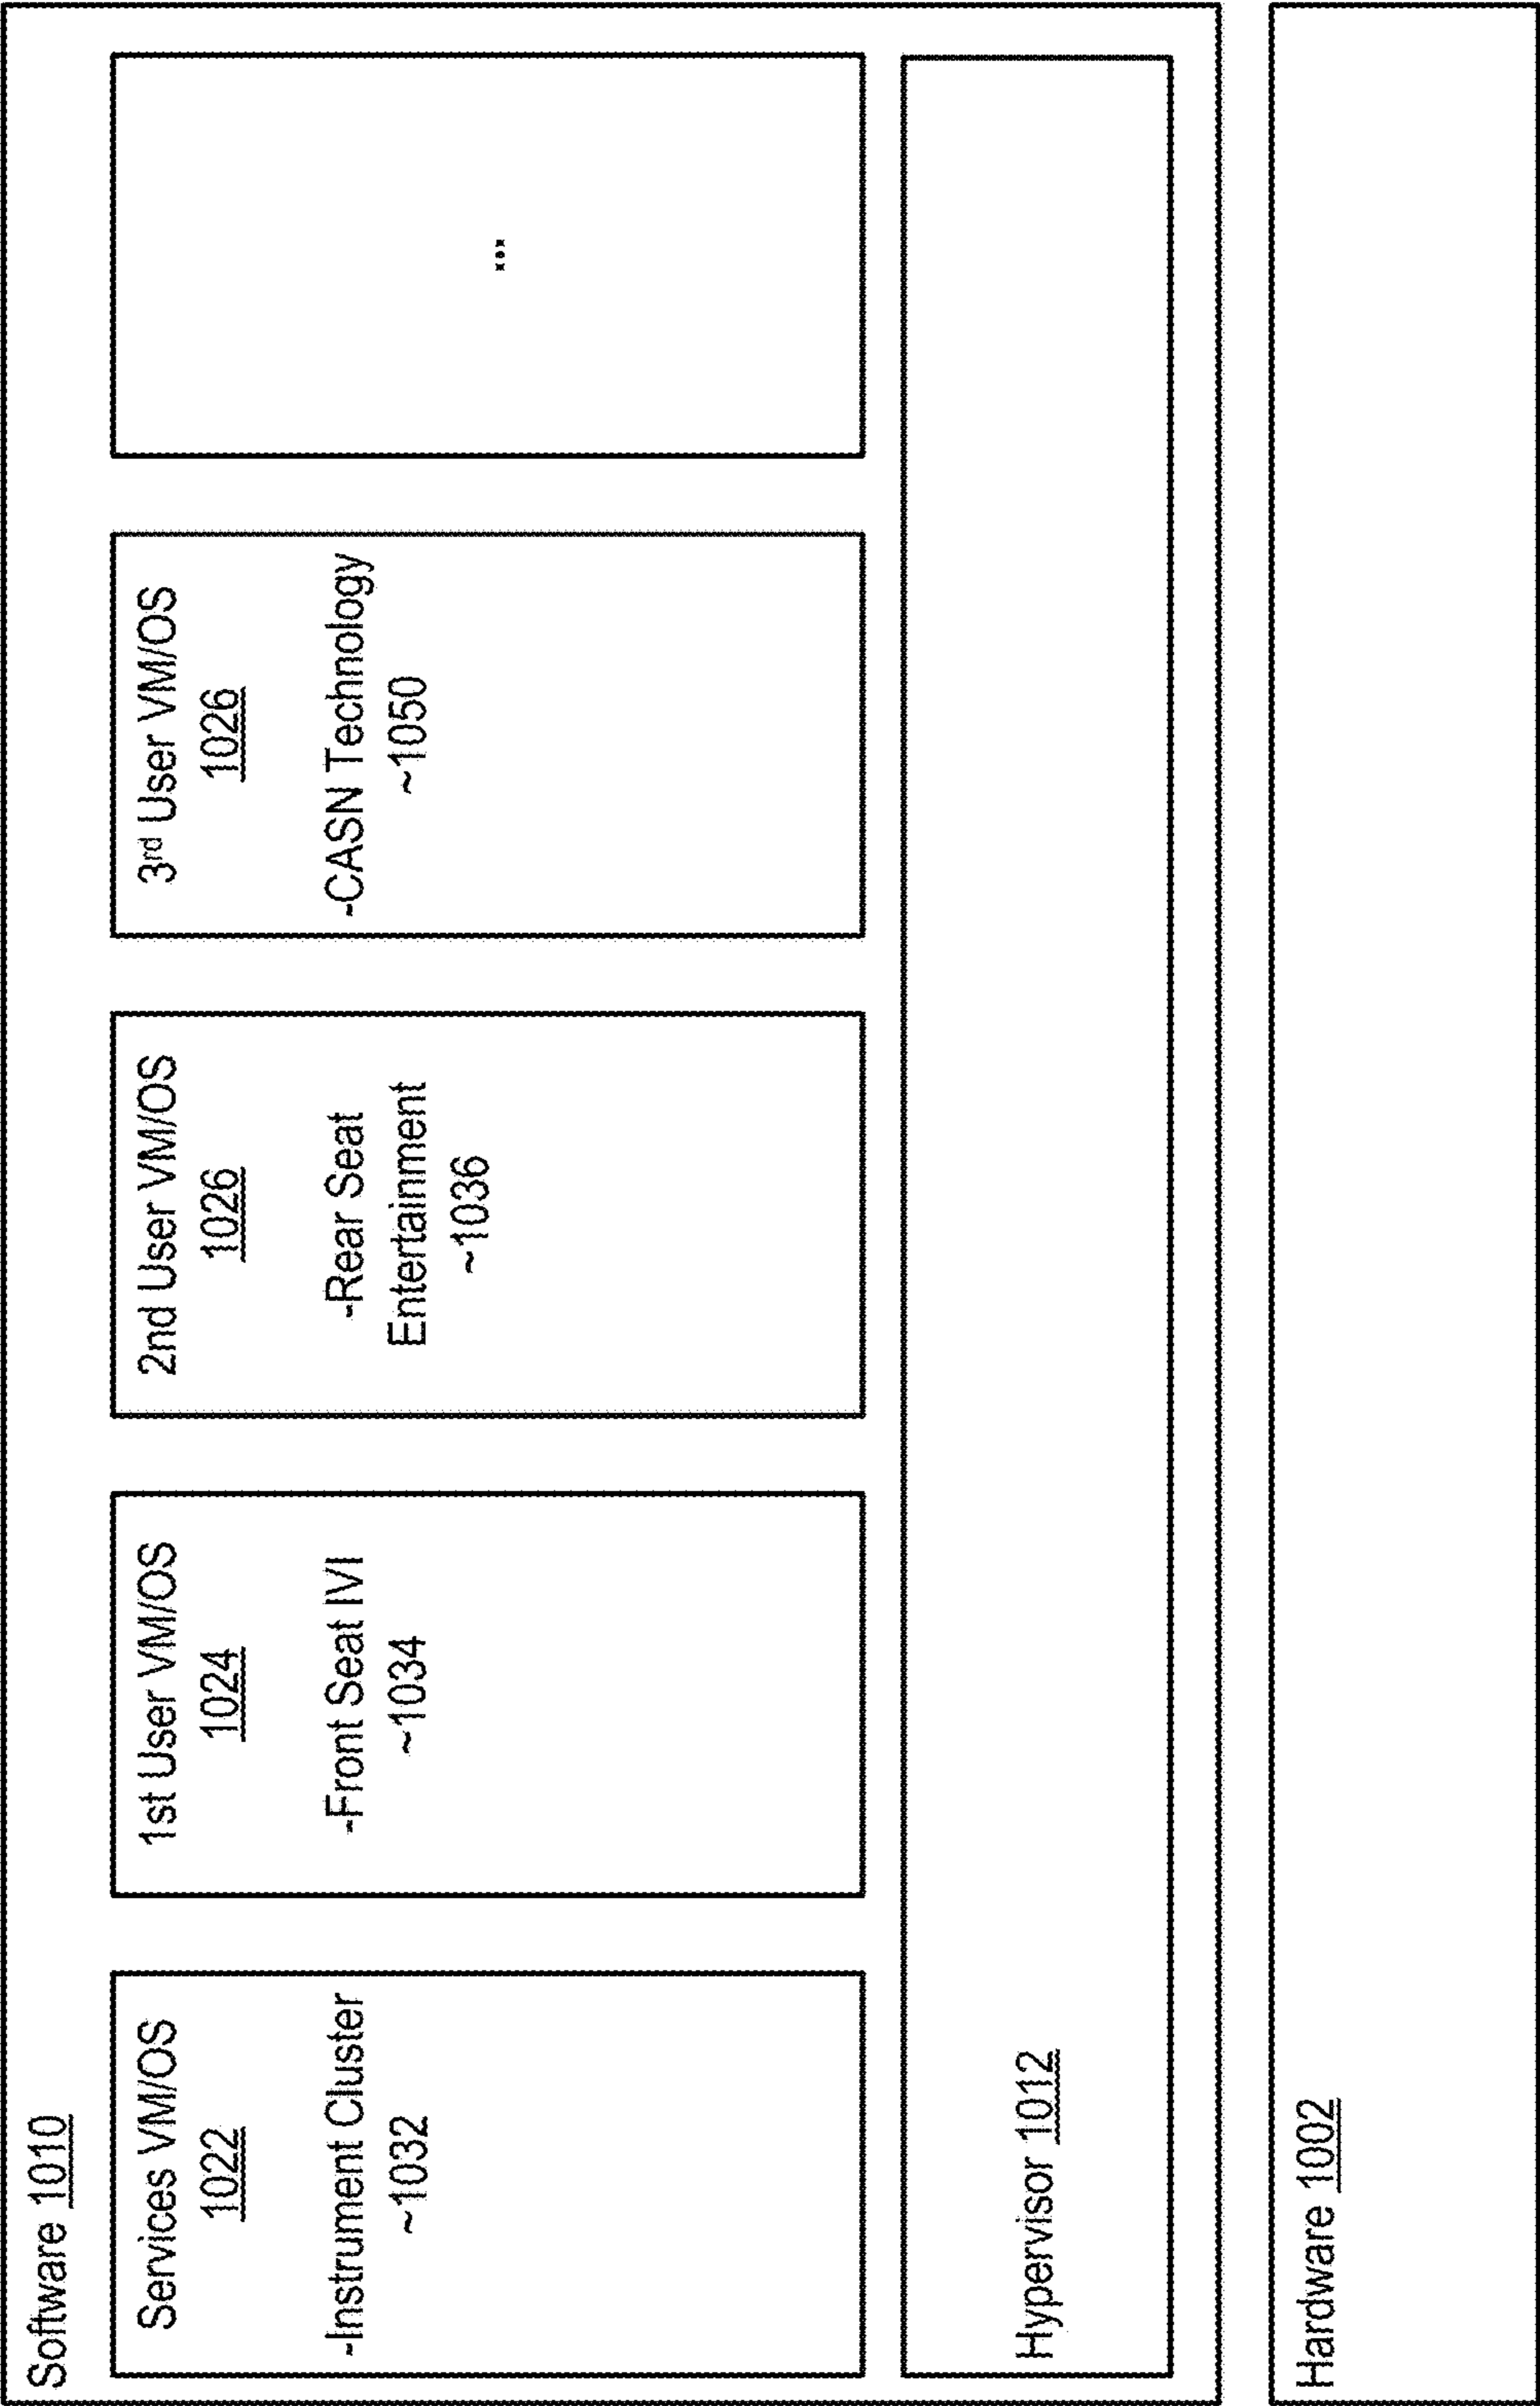 Software 1010
Services VM/OS
1022
-Instrument Cluster
~1032
1st User VM/OS
1024
-Front Seat IVI
~1034
2nd User VM/OS
1026
-Rear Seat
Entertainment
~1036
3rd User VM/OS
1026
-CASN Technology
~1050
...
Hypervisor 1012
Hardware 1002